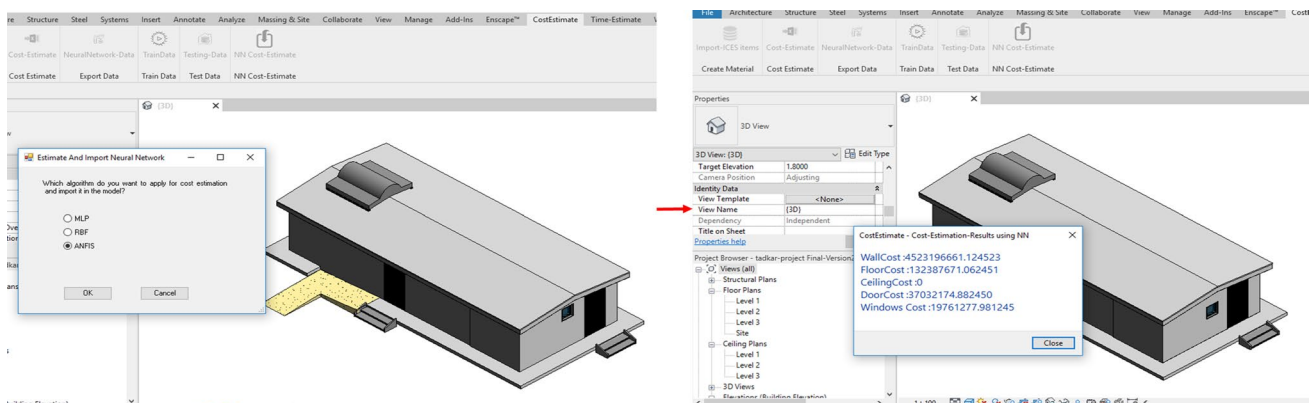 re Structure Steel Systems Insert Annotate Analyze Massing & Site Collaborate View Manage Add-Ins Enscape™ CostEstimate Time-Estimate
Cost-Estimate NeuralNetwork-Data TrainData Testing-Data NN Cost-Estimate
Cost Estimate Export Data Train Data Test Data NN Cost-Estimate
{3D}
Estimate And Import Neural Network
Which algorithm do you want to apply for cost estimation
and import it in the model?
MLP
RBF
ANFIS
OK Cancel
File Architecture Structure Steel Systems Insert Annotate Analyze Massing & Site Collaborate View Manage Add-Ins Enscape™
Import-ICES items Cost-Estimate NeuralNetwork-Data TrainData Testing-Data NN Cost-Estimate
Create Material Cost Estimate Export Data Train Data Test Data NN Cost-Estimate
Properties
{3D}
3D View
3D View: {3D} Edit Type
Target Elevation 1.8000
Camera Position Adjusting
Identity Data
View Template <None>
View Name {3D}
Dependency Independent
Title on Sheet
Properties help
Project Browser - tadkar-project Final-Version2
Views (all)
Structural Plans
Floor Plans
Level 1
Level 2
Level 3
Site
Ceiling Plans
Level 1
Level 2
Level 3
3D Views
Elevations (Building Elevation)
CostEstimate - Cost-Estimation-Results using NN
WallCost :4523196661.124523
FloorCost :132387671.062451
CeilingCost :0
DoorCost :37032174.882450
Windows Cost :19761277.981245
Close
1 : 100